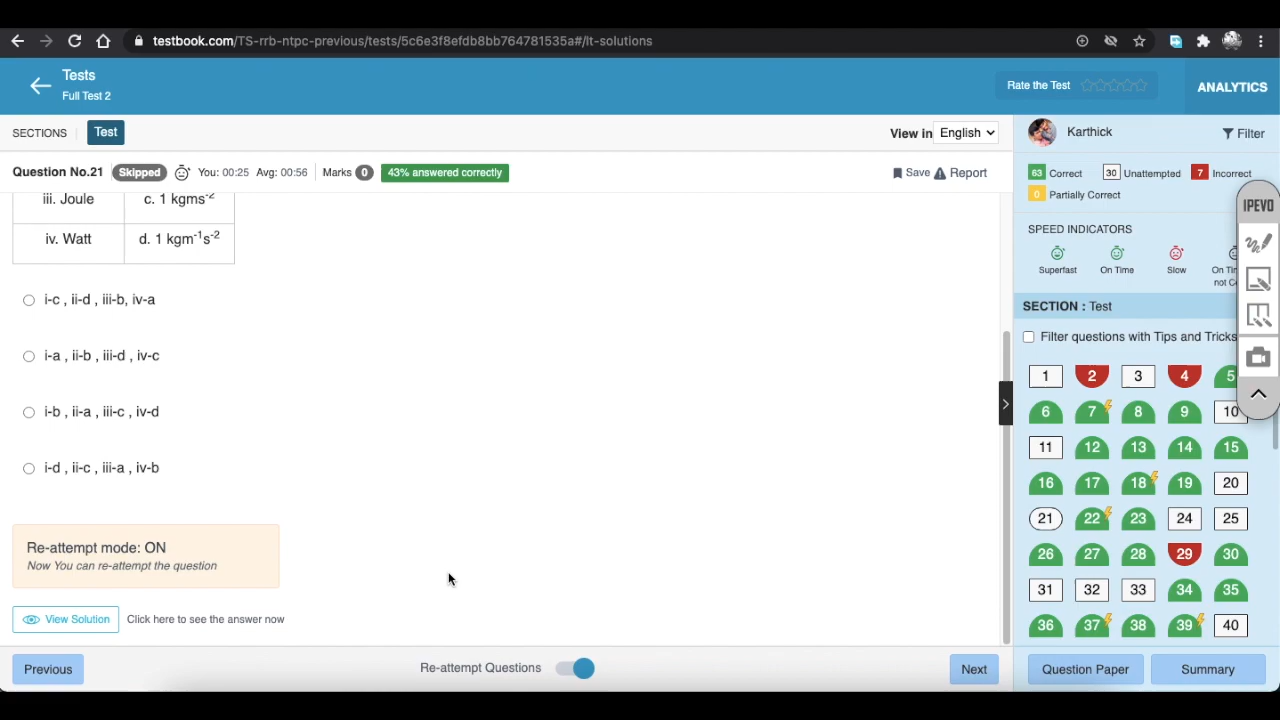 testbook.com/TS-rrb-ntpc-previous/tests/5c6e3f8efdb8bb764781535a#/lt-solutions
Tests
Full Test 2
Rate the Test
ANALYTICS
SECTIONS
Test
View in English
Karthick
Filter
Question No.21 Skipped You: 00:25 Avg: 00:56 Marks 0 43% answered correctly
Save Report
63 Correct 30 Unattempted 7 Incorrect
0 Partially Correct
iii. Joule c. 1 kgms-2
iv. Watt d. 1 kgm-1s-2
i-c , ii-d , iii-b, iv-a
i-a , ii-b , iii-d , iv-c
i-b , ii-a , iii-c , iv-d
i-d , ii-c , iii-a , iv-b
Re-attempt mode: ON
Now You can re-attempt the question
View Solution Click here to see the answer now
Previous
Re-attempt Questions
Next
IPEVO
SPEED INDICATORS
Superfast On Time Slow
not
SECTION : Test
Filter questions with Tips and Tricks
1 2 3 4 5
6 7 8 9 10
11 12 13 14 15
16 17 18 19 20
21 22 23 24 25
26 27 28 29 30
31 32 33 34 35
36 37 38 39 40
Question Paper Summary